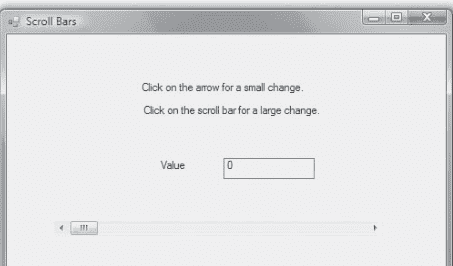 Scroll Bars
Click on the arrow for a small change.
Click on the scroll bar for a large change.
Value 0